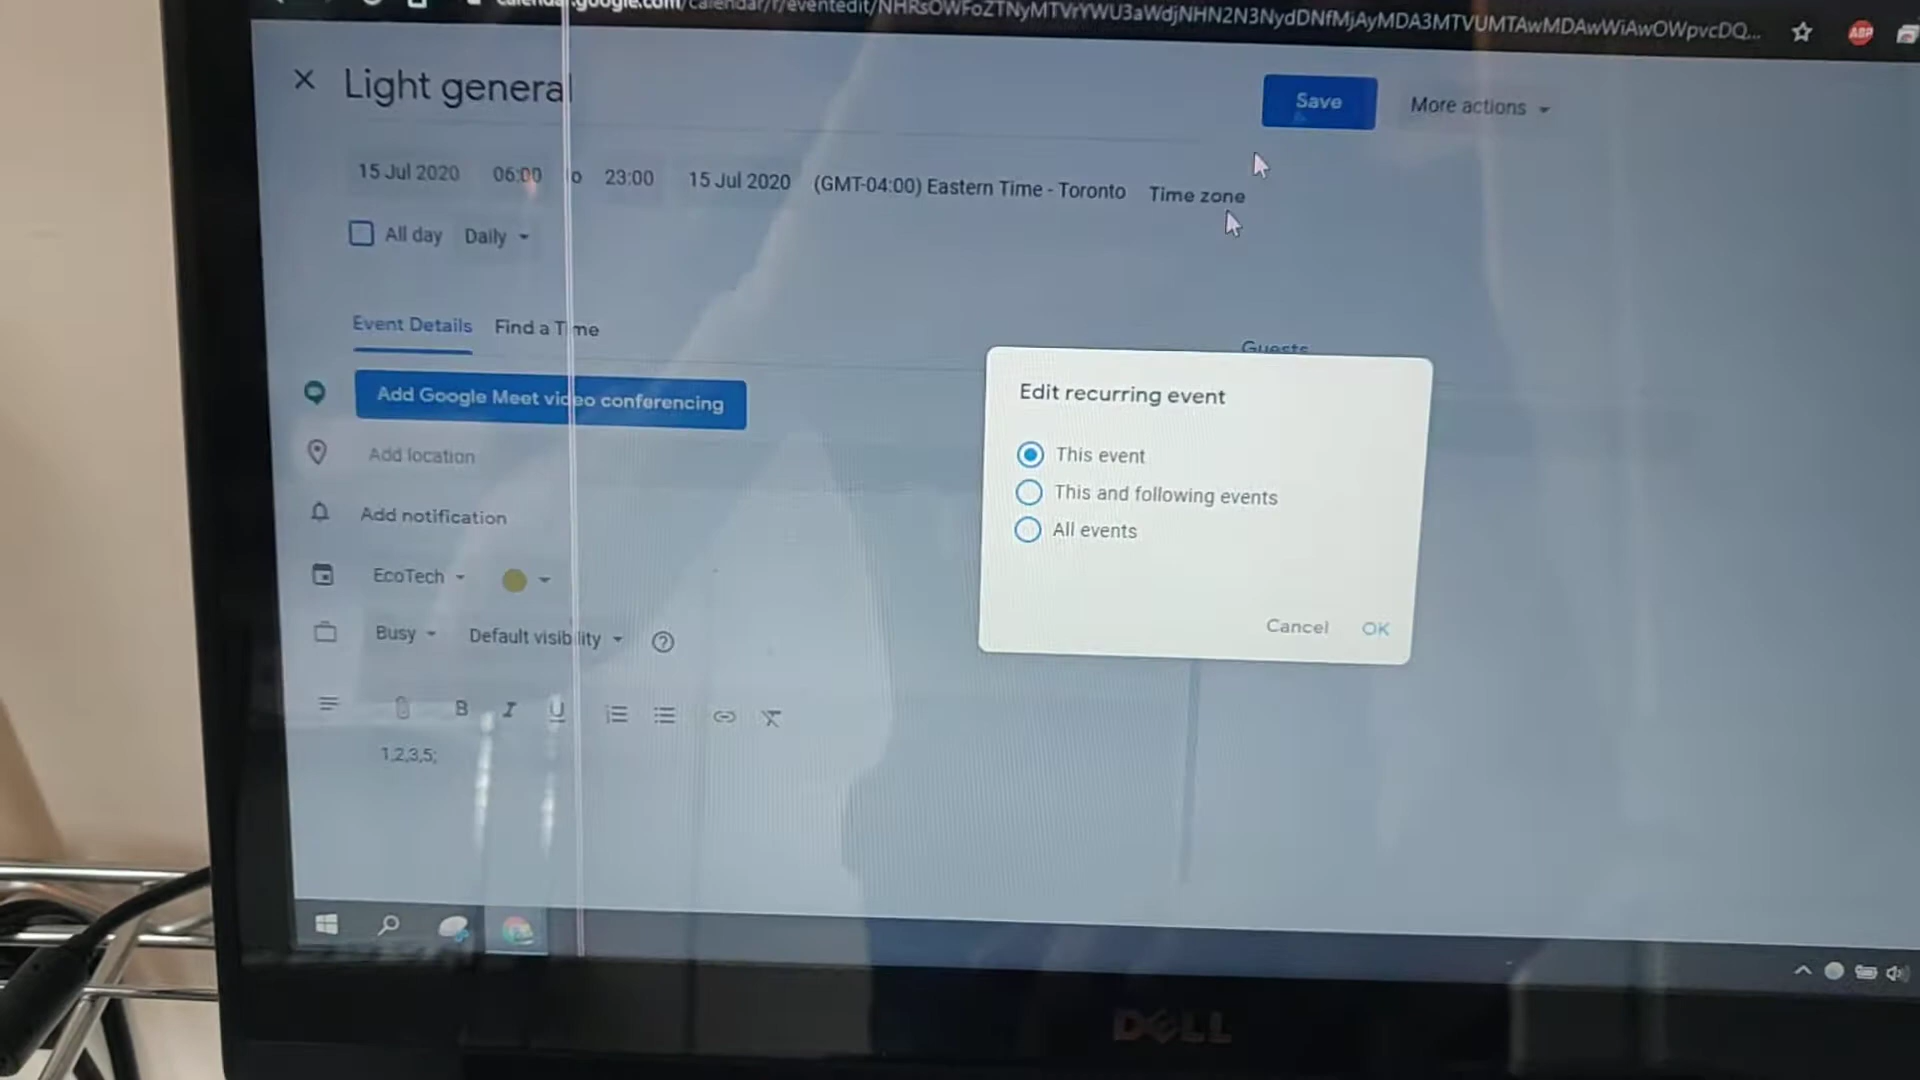 Light general
Save
More actions
15 Jul 2020 06:00 to 23:00 15 Jul 2020 (GMT-04:00) Eastern Time - Toronto Time zone
All day Daily
Event Details Find a Time
Guests
Add Google Meet video conferencing
Edit recurring event
This event
This and following events
All events
Cancel OK
Add location
Add notification
EcoTech
Busy Default visibility
B I U
1,2,3,5;
ABP
DELL